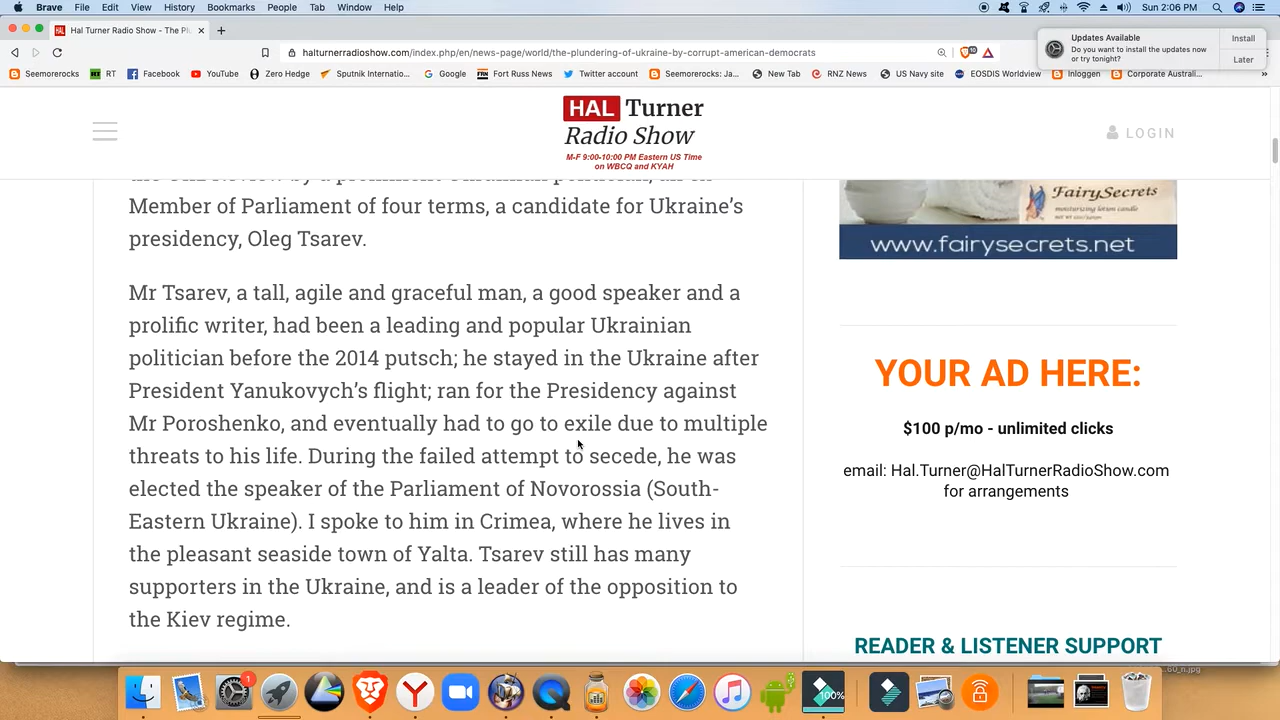 Brave File Edit View History Bookmarks People Tab Window Help
Sun 2:06 PM
Hal Turner Radio Show - The Pl
halturnerradioshow.com/index.php/en/news-page/world/the-plundering-of-ukraine-by-corrupt-american-democrats
Updates Available
Do you want to install the updates now
or try tonight?
Install
Later
Seemorerocks RT Facebook YouTube Zero Hedge Sputnik Internatio... Google Fort Russ News Twitter account Seemorerocks: Ja... New Tab RNZ News US Navy site EOSDIS Worldview Inloggen Corporate Australi...
HAL Turner
Radio Show
M-F 9:00-10:00 PM Eastern US Time
on WBCQ and KYAH
LOGIN
Member of Parliament of four terms, a candidate for Ukraine’s
presidency, Oleg Tsarev.
Mr Tsarev, a tall, agile and graceful man, a good speaker and a
prolific writer, had been a leading and popular Ukrainian
politician before the 2014 putsch; he stayed in the Ukraine after
President Yanukovych’s flight; ran for the Presidency against
Mr Poroshenko, and eventually had to go to exile due to multiple
threats to his life. During the failed attempt to secede, he was
elected the speaker of the Parliament of Novorossia (South-
Eastern Ukraine). I spoke to him in Crimea, where he lives in
the pleasant seaside town of Yalta. Tsarev still has many
supporters in the Ukraine, and is a leader of the opposition to
the Kiev regime.
FairySecrets
moisturizing lotion candle
www.fairysecrets.net
YOUR AD HERE:
$100 p/mo - unlimited clicks
email: Hal.Turner@HalTurnerRadioShow.com
for arrangements
READER & LISTENER SUPPORT
60_n.jpg
1
100%